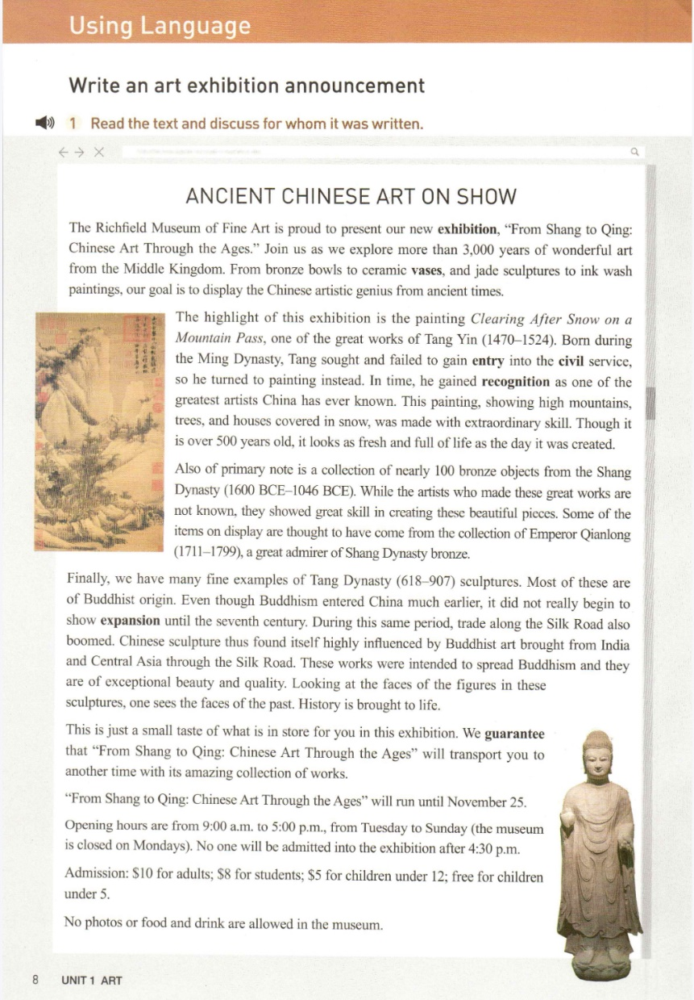 Using Language
Write an art exhibition announcement
1 Read the text and discuss for whom it was written.
ANCIENT CHINESE ART ON SHOW
The Richfield Museum of Fine Art is proud to present our new exhibition, “From Shang to Qing:
Chinese Art Through the Ages.” Join us as we explore more than 3,000 years of wonderful art
from the Middle Kingdom. From bronze bowls to ceramic vases, and jade sculptures to ink wash
paintings, our goal is to display the Chinese artistic genius from ancient times.
The highlight of this exhibition is the painting Clearing After Snow on a
Mountain Pass, one of the great works of Tang Yin (1470–1524). Born during
the Ming Dynasty, Tang sought and failed to gain entry into the civil service,
so he turned to painting instead. In time, he gained recognition as one of the
greatest artists China has ever known. This painting, showing high mountains,
trees, and houses covered in snow, was made with extraordinary skill. Though it
is over 500 years old, it looks as fresh and full of life as the day it was created.
Also of primary note is a collection of nearly 100 bronze objects from the Shang
Dynasty (1600 BCE–1046 BCE). While the artists who made these great works are
not known, they showed great skill in creating these beautiful pieces. Some of the
items on display are thought to have come from the collection of Emperor Qianlong
(1711–1799), a great admirer of Shang Dynasty bronze.
Finally, we have many fine examples of Tang Dynasty (618–907) sculptures. Most of these are
of Buddhist origin. Even though Buddhism entered China much earlier, it did not really begin to
show expansion until the seventh century. During this same period, trade along the Silk Road also
boomed. Chinese sculpture thus found itself highly influenced by Buddhist art brought from India
and Central Asia through the Silk Road. These works were intended to spread Buddhism and they
are of exceptional beauty and quality. Looking at the faces of the figures in these
sculptures, one sees the faces of the past. History is brought to life.
This is just a small taste of what is in store for you in this exhibition. We guarantee
that “From Shang to Qing: Chinese Art Through the Ages” will transport you to
another time with its amazing collection of works.
“From Shang to Qing: Chinese Art Through the Ages” will run until November 25.
Opening hours are from 9:00 a.m. to 5:00 p.m., from Tuesday to Sunday (the museum
is closed on Mondays). No one will be admitted into the exhibition after 4:30 p.m.
Admission: $10 for adults; $8 for students; $5 for children under 12; free for children
under 5.
No photos or food and drink are allowed in the museum.
8 UNIT 1 ART